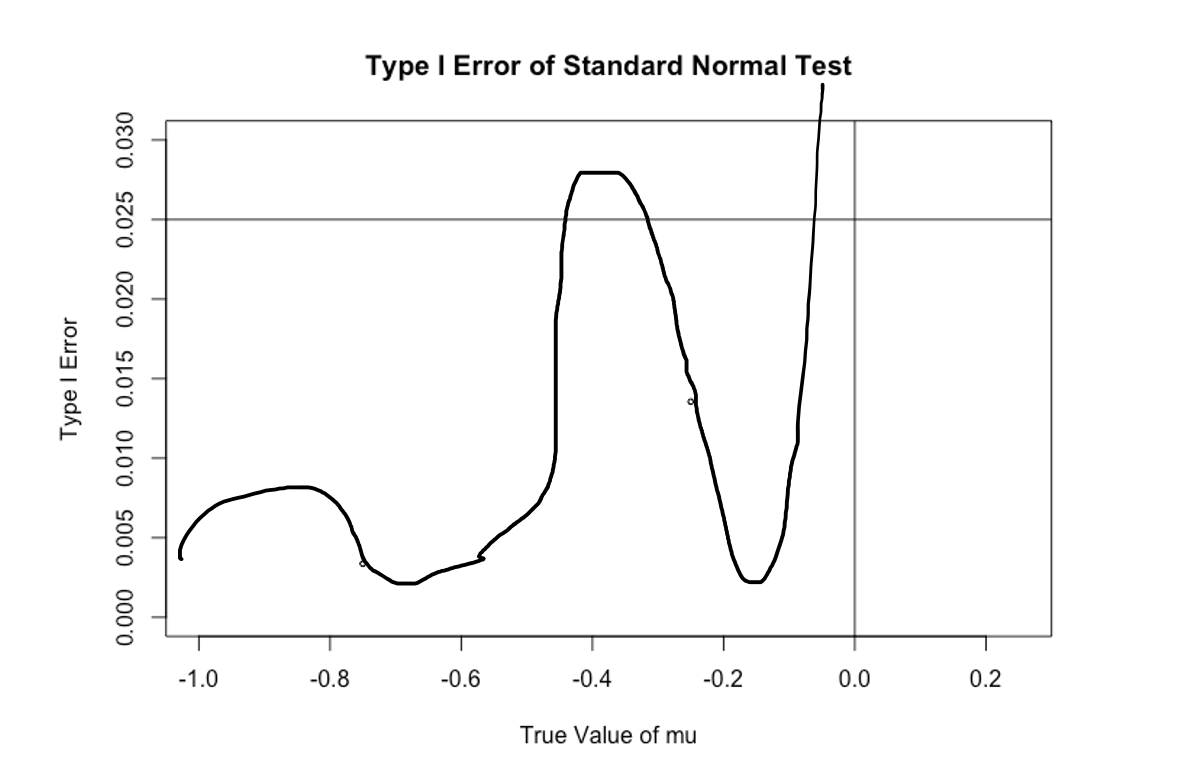 Type I Error of Standard Normal Test
0.030
0.025
0.020
0.015
0.010
0.005
0.000
Type I Error
-1.0 -0.8 -0.6 -0.4 -0.2 0.0 0.2
True Value of mu